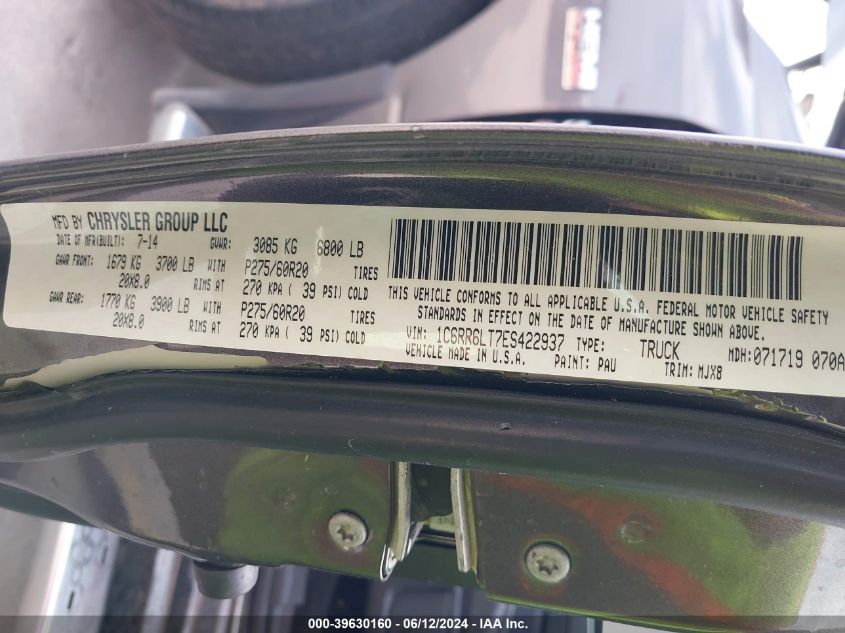 MFD BY CHRYSLER GROUP LLC
DATE OF MFR(BUILT): 7-14 GVWR: 3085 KG 6800 LB
GAWR FRONT: 1679 KG 3700 LB WITH P275/60R20 TIRES
20X8.0 RIMS AT 270 KPA ( 39 PSI) COLD
GAWR REAR: 1770 KG 3900 LB WITH P275/60R20 TIRES
20X8.0 RIMS AT 270 KPA ( 39 PSI) COLD
THIS VEHICLE CONFORMS TO ALL APPLICABLE U.S.A. FEDERAL MOTOR VEHICLE SAFETY
STANDARDS IN EFFECT ON THE DATE OF MANUFACTURE SHOWN ABOVE.
VIN: 1C6RR6LT7ES422937 TYPE: TRUCK MDH:071719 070A
VEHICLE MADE IN U.S.A. PAINT: PAU TRIM: MJX8
000-39630160 - 06/12/2024 - IAA Inc.